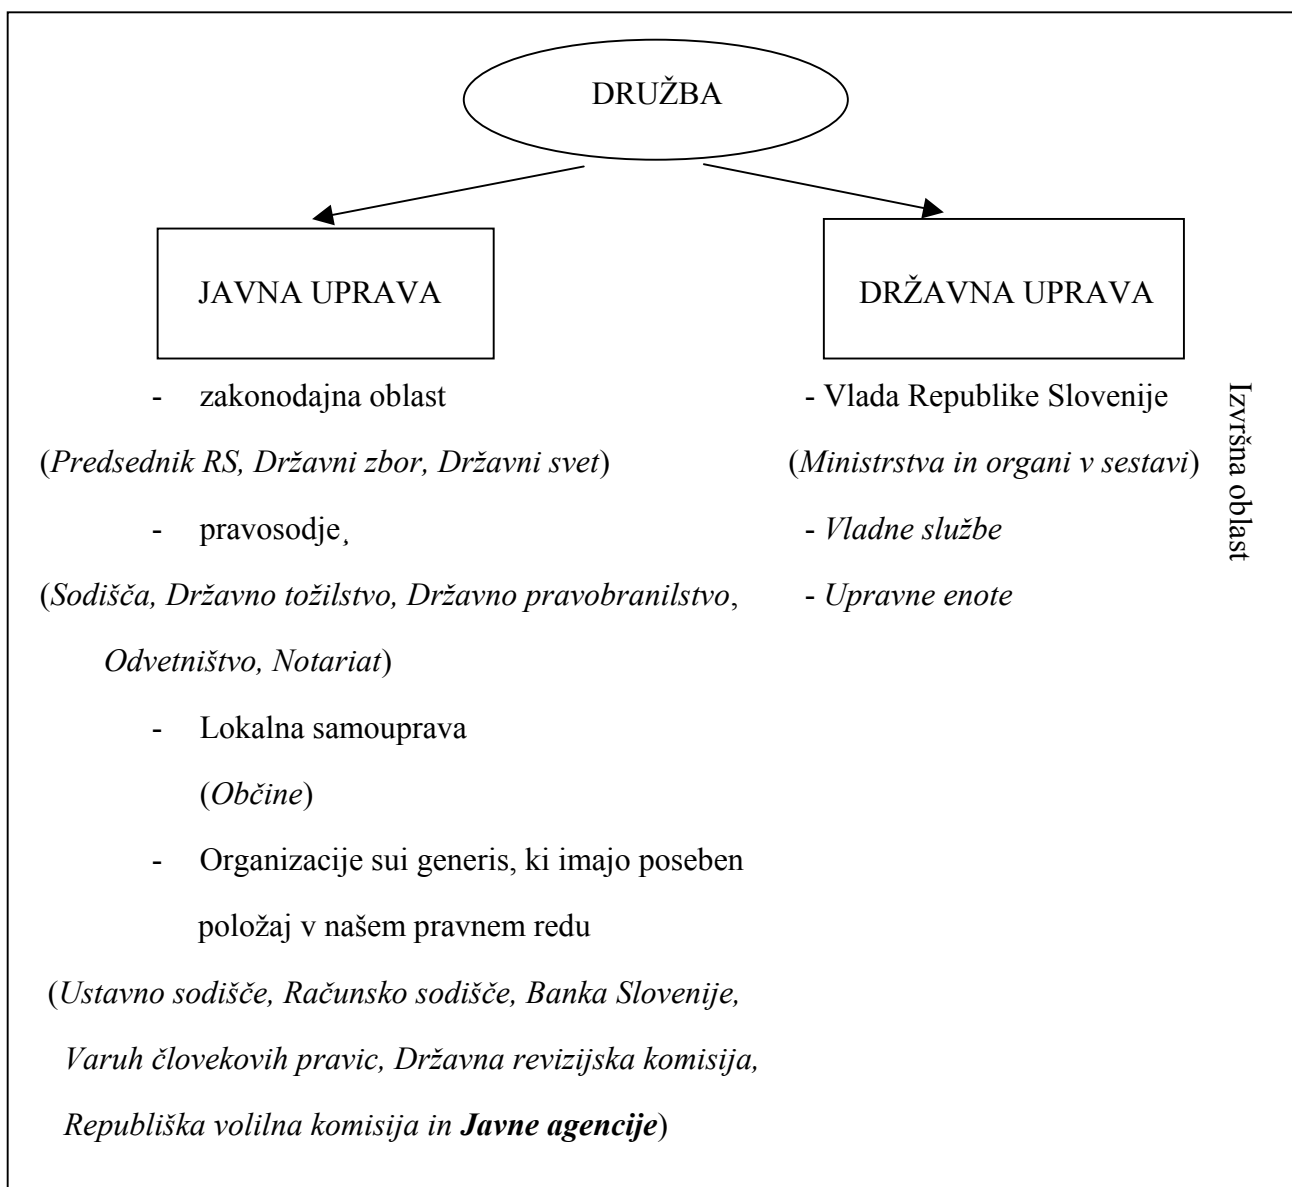 DRUŽBA
JAVNA UPRAVA
- zakonodajna oblast
(Predsednik RS, Državni zbor, Državni svet)
- pravosodje¸
(Sodišča, Državno tožilstvo, Državno pravobranilstvo,
Odvetništvo, Notariat)
- Lokalna samouprava
(Občine)
- Organizacije sui generis, ki imajo poseben
položaj v našem pravnem redu
(Ustavno sodišče, Računsko sodišče, Banka Slovenije,
Varuh človekovih pravic, Državna revizijska komisija,
Republiška volilna komisija in Javne agencije)
DRŽAVNA UPRAVA
- Vlada Republike Slovenije
(Ministrstva in organi v sestavi)
- Vladne službe
- Upravne enote
Izvršna oblast